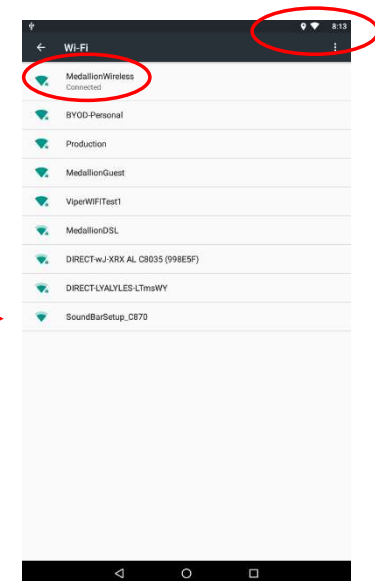 8:13
Wi-Fi
MedallionWireless
Connected
BYOD-Personal
Production
MedallionGuest
ViperWIFITest1
MedallionDSL
DIRECT-wJ-XRX AL C8035 (998E5F)
DIRECT-LYALYLES-LTmsWY
SoundBarSetup_C870